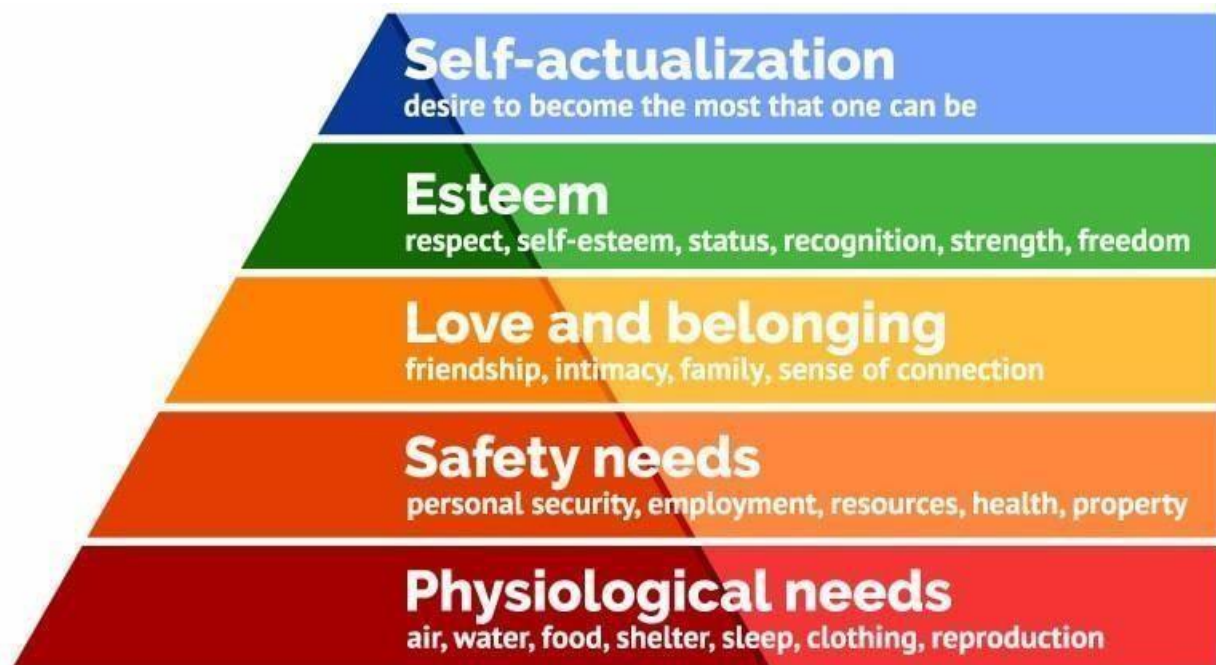 Self-actualization
desire to become the most that one can be
Esteem
respect, self-esteem, status, recognition, strength, freedom
Love and belonging
friendship, intimacy, family, sense of connection
Safety needs
personal security, employment, resources, health, property
Physiological needs
air, water, food, shelter, sleep, clothing, reproduction